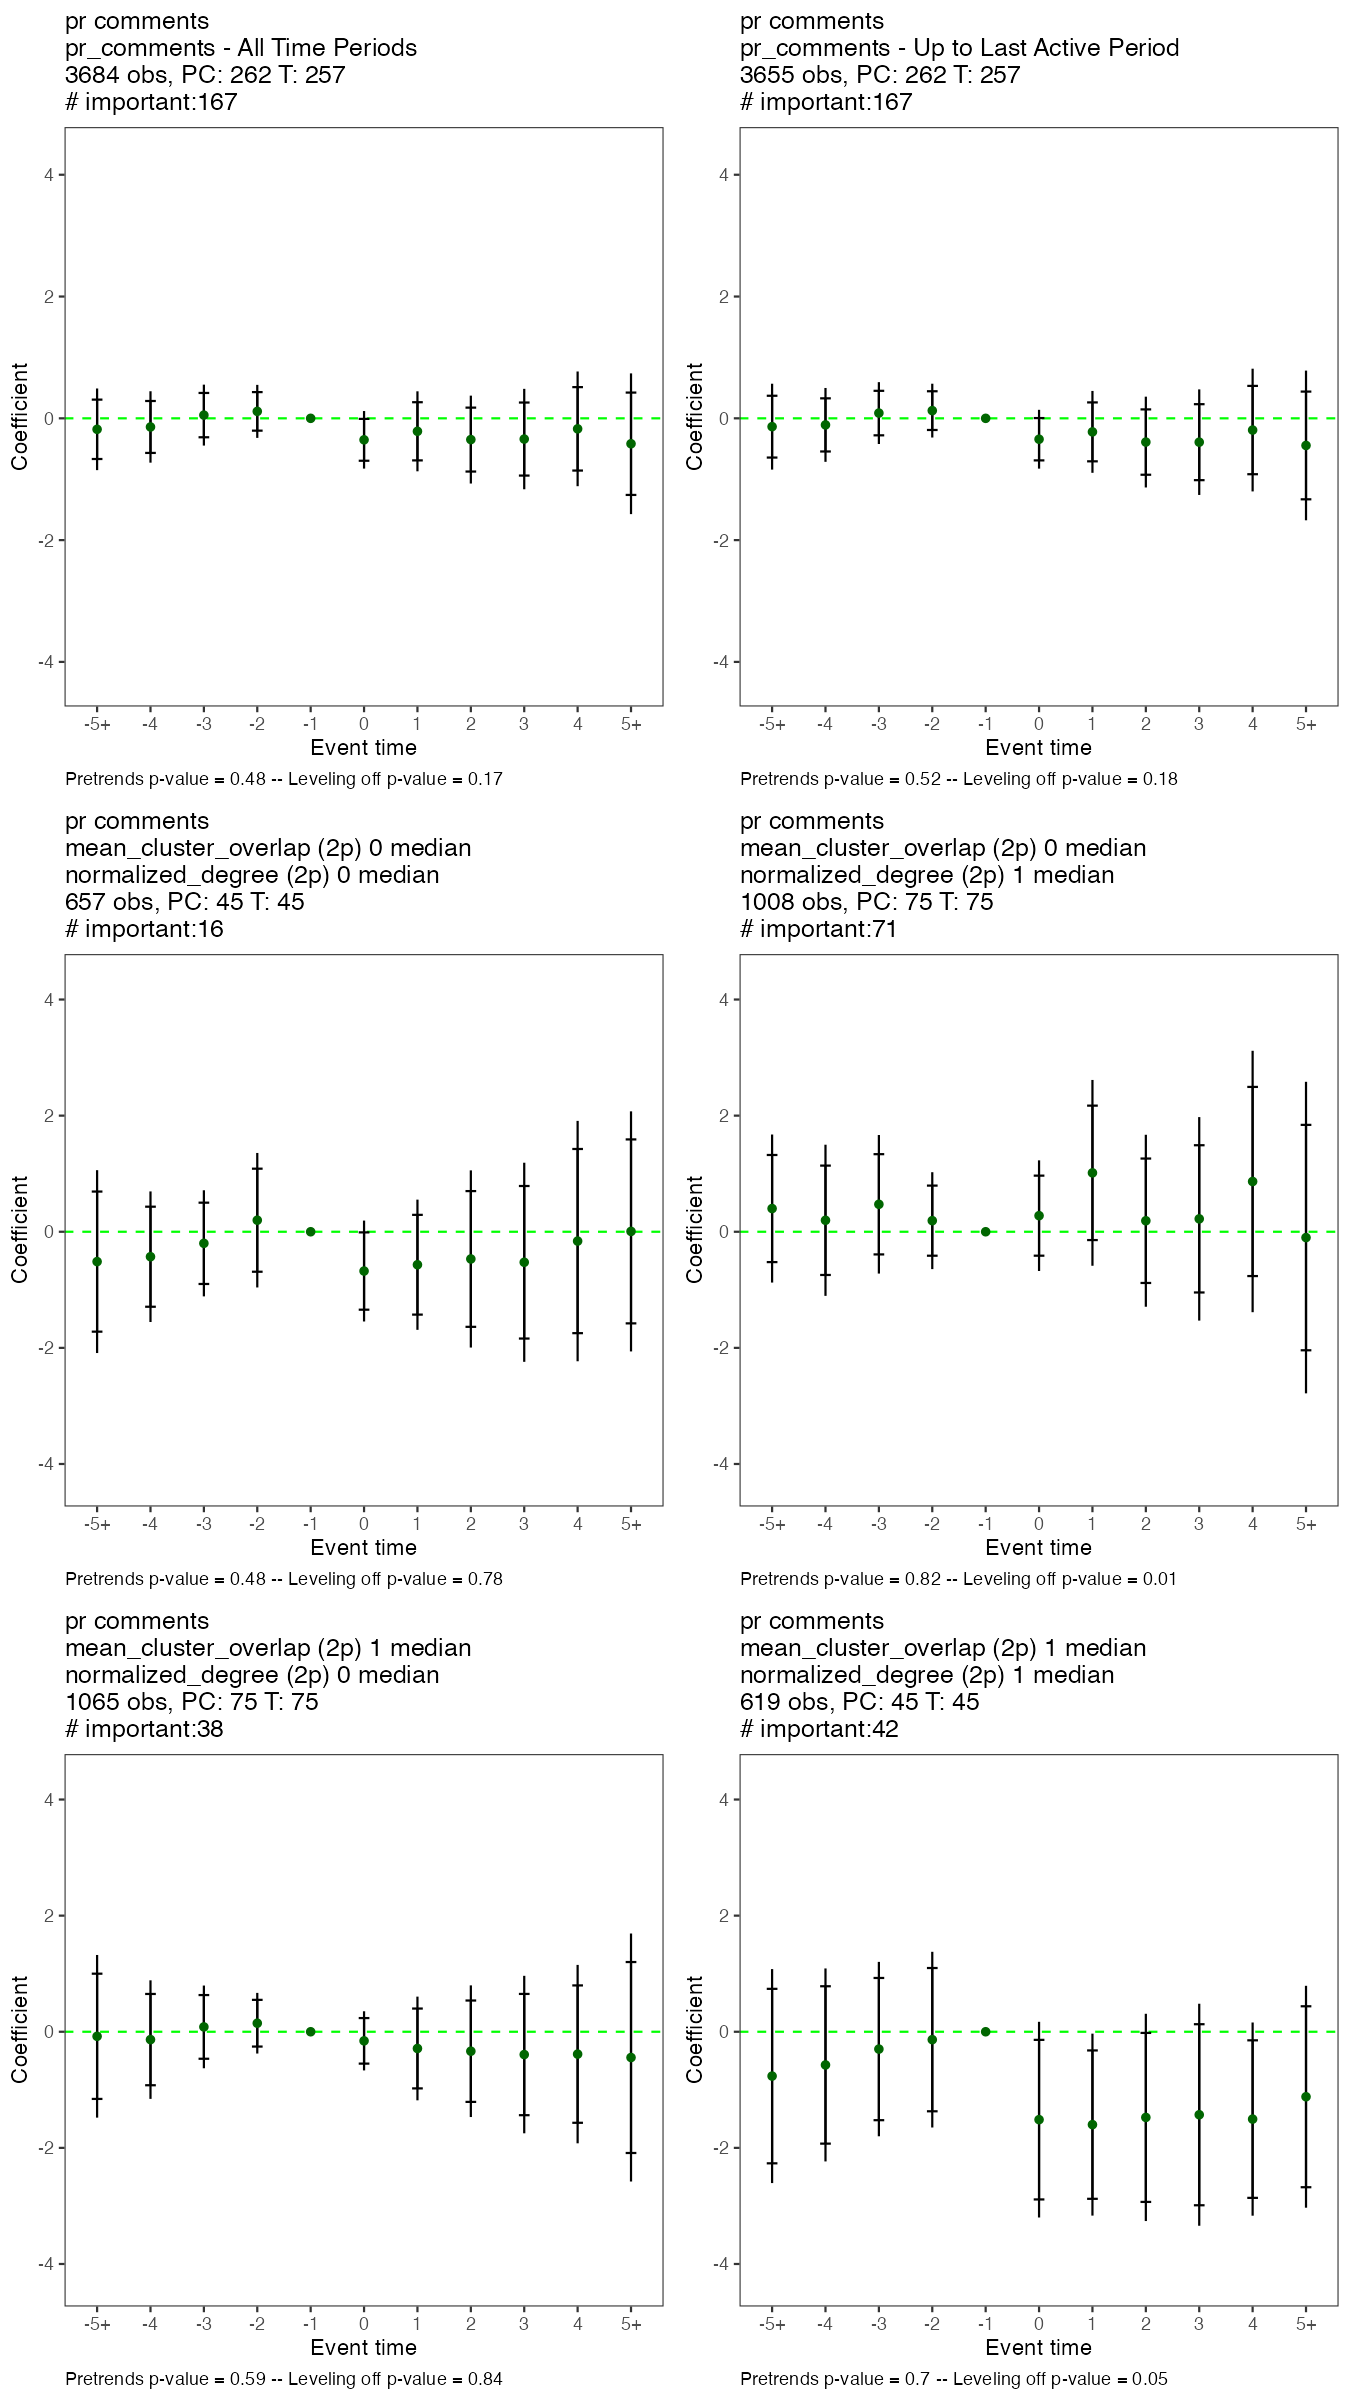 pr comments
pr_comments - All Time Periods
3684 obs, PC: 262 T: 257
# important:167
Coefficient
4
2
0
-2
-4
-5+ -4 -3 -2 -1 0 1 2 3 4 5+
Event time
Pretrends p-value = 0.48 -- Leveling off p-value = 0.17
pr comments
pr_comments - Up to Last Active Period
3655 obs, PC: 262 T: 257
# important:167
Coefficient
4
2
0
-2
-4
-5+ -4 -3 -2 -1 0 1 2 3 4 5+
Event time
Pretrends p-value = 0.52 -- Leveling off p-value = 0.18
pr comments
mean_cluster_overlap (2p) 0 median
normalized_degree (2p) 0 median
657 obs, PC: 45 T: 45
# important:16
Coefficient
4
2
0
-2
-4
-5+ -4 -3 -2 -1 0 1 2 3 4 5+
Event time
Pretrends p-value = 0.48 -- Leveling off p-value = 0.78
pr comments
mean_cluster_overlap (2p) 0 median
normalized_degree (2p) 1 median
1008 obs, PC: 75 T: 75
# important:71
Coefficient
4
2
0
-2
-4
-5+ -4 -3 -2 -1 0 1 2 3 4 5+
Event time
Pretrends p-value = 0.82 -- Leveling off p-value = 0.01
pr comments
mean_cluster_overlap (2p) 1 median
normalized_degree (2p) 0 median
1065 obs, PC: 75 T: 75
# important:38
Coefficient
4
2
0
-2
-4
-5+ -4 -3 -2 -1 0 1 2 3 4 5+
Event time
Pretrends p-value = 0.59 -- Leveling off p-value = 0.84
pr comments
mean_cluster_overlap (2p) 1 median
normalized_degree (2p) 1 median
619 obs, PC: 45 T: 45
# important:42
Coefficient
4
2
0
-2
-4
-5+ -4 -3 -2 -1 0 1 2 3 4 5+
Event time
Pretrends p-value = 0.7 -- Leveling off p-value = 0.05